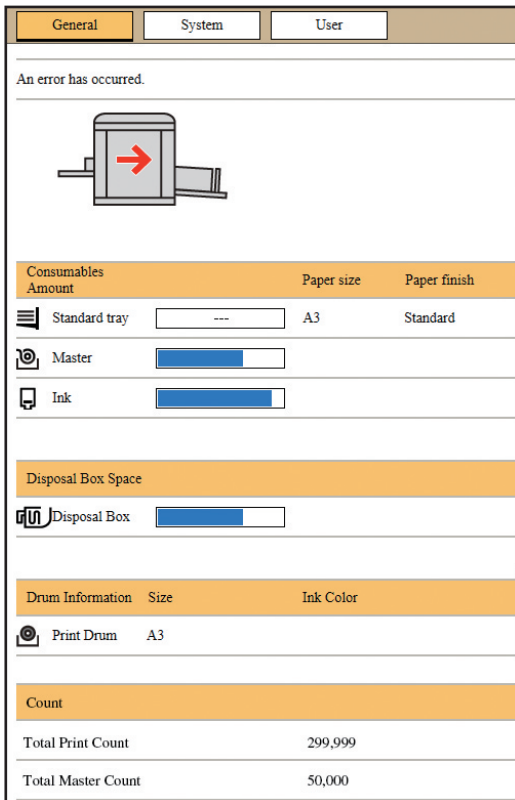 General System User
An error has occurred.
Consumables
Amount Paper size Paper finish
Standard tray --- A3 Standard
Master
Ink
Disposal Box Space
Disposal Box
Drum Information Size Ink Color
Print Drum A3
Count
Total Print Count 299,999
Total Master Count 50,000